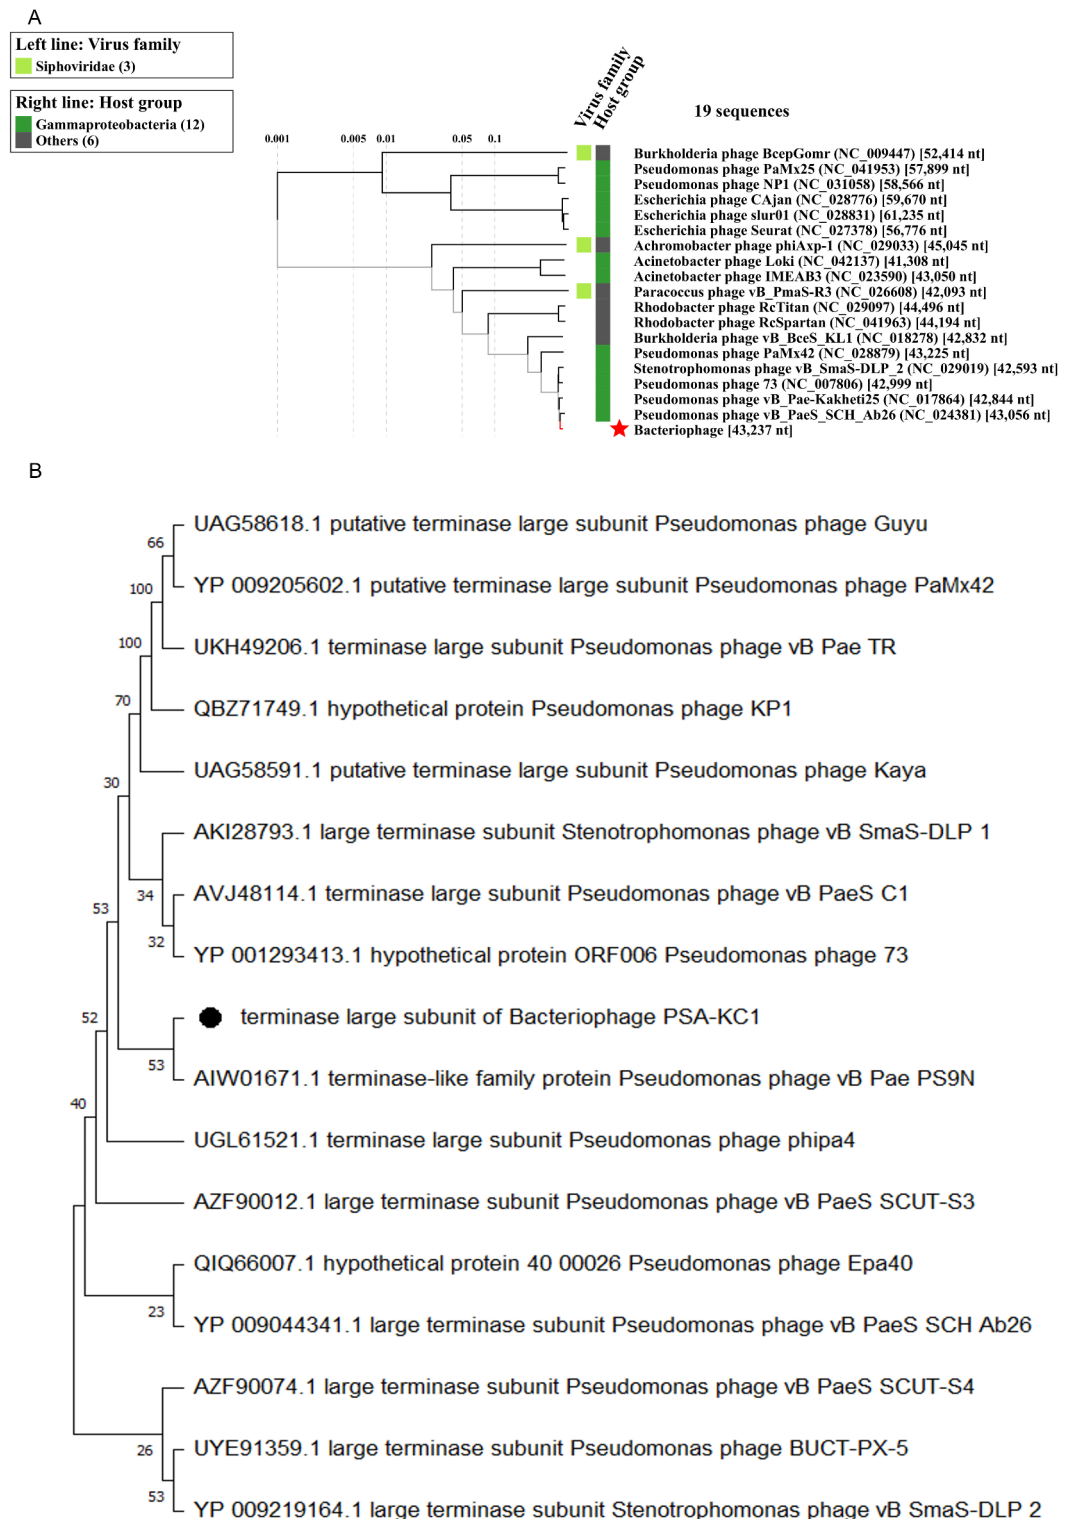 A
Left line: Virus family
Siphoviridae (3)
Right line: Host group
Gammaproteobacteria (12)
Others (6)
Virus family
Host group
19 sequences
0.001 0.005 0.01 0.05 0.1
Burkholderia phage BcepGomr (NC_009447) [52,414 nt]
Pseudomonas phage PaMx25 (NC_041953) [57,899 nt]
Pseudomonas phage NP1 (NC_031058) [58,566 nt]
Escherichia phage CAjan (NC_028776) [59,670 nt]
Escherichia phage slur01 (NC_028831) [61,235 nt]
Escherichia phage Seurat (NC_027378) [56,776 nt]
Achromobacter phage phiAxp-1 (NC_029033) [45,045 nt]
Acinetobacter phage Loki (NC_042137) [41,308 nt]
Acinetobacter phage IMEAB3 (NC_023590) [43,050 nt]
Paracoccus phage vB_PmaS-R3 (NC_026608) [42,093 nt]
Rhodobacter phage RcTitan (NC_029097) [44,496 nt]
Rhodobacter phage RcSpartan (NC_041963) [44,194 nt]
Burkholderia phage vB_BceS_KL1 (NC_018278) [42,832 nt]
Pseudomonas phage PaMx42 (NC_028879) [43,225 nt]
Stenotrophomonas phage vB_SmaS-DLP_2 (NC_029019) [42,593 nt]
Pseudomonas phage 73 (NC_007806) [42,999 nt]
Pseudomonas phage vB_Pae-Kakheti25 (NC_017864) [42,844 nt]
Pseudomonas phage vB_PaeS_SCH_Ab26 (NC_024381) [43,056 nt]
Bacteriophage [43,237 nt]
B
UAG58618.1 putative terminase large subunit Pseudomonas phage Guyu
66
YP 009205602.1 putative terminase large subunit Pseudomonas phage PaMx42
100
UKH49206.1 terminase large subunit Pseudomonas phage vB Pae TR
100
QBZ71749.1 hypothetical protein Pseudomonas phage KP1
70
UAG58591.1 putative terminase large subunit Pseudomonas phage Kaya
30
AKI28793.1 large terminase subunit Stenotrophomonas phage vB SmaS-DLP 1
34
AVJ48114.1 terminase large subunit Pseudomonas phage vB PaeS C1
53
32
YP 001293413.1 hypothetical protein ORF006 Pseudomonas phage 73
terminase large subunit of Bacteriophage PSA-KC1
52
53
AIW01671.1 terminase-like family protein Pseudomonas phage vB Pae PS9N
40
UGL61521.1 terminase large subunit Pseudomonas phage phipa4
AZF90012.1 large terminase subunit Pseudomonas phage vB PaeS SCUT-S3
QIQ66007.1 hypothetical protein 40 00026 Pseudomonas phage Epa40
23
YP 009044341.1 large terminase subunit Pseudomonas phage vB PaeS SCH Ab26
AZF90074.1 large terminase subunit Pseudomonas phage vB PaeS SCUT-S4
26
UYE91359.1 large terminase subunit Pseudomonas phage BUCT-PX-5
53
YP 009219164.1 large terminase subunit Stenotrophomonas phage vB SmaS-DLP 2